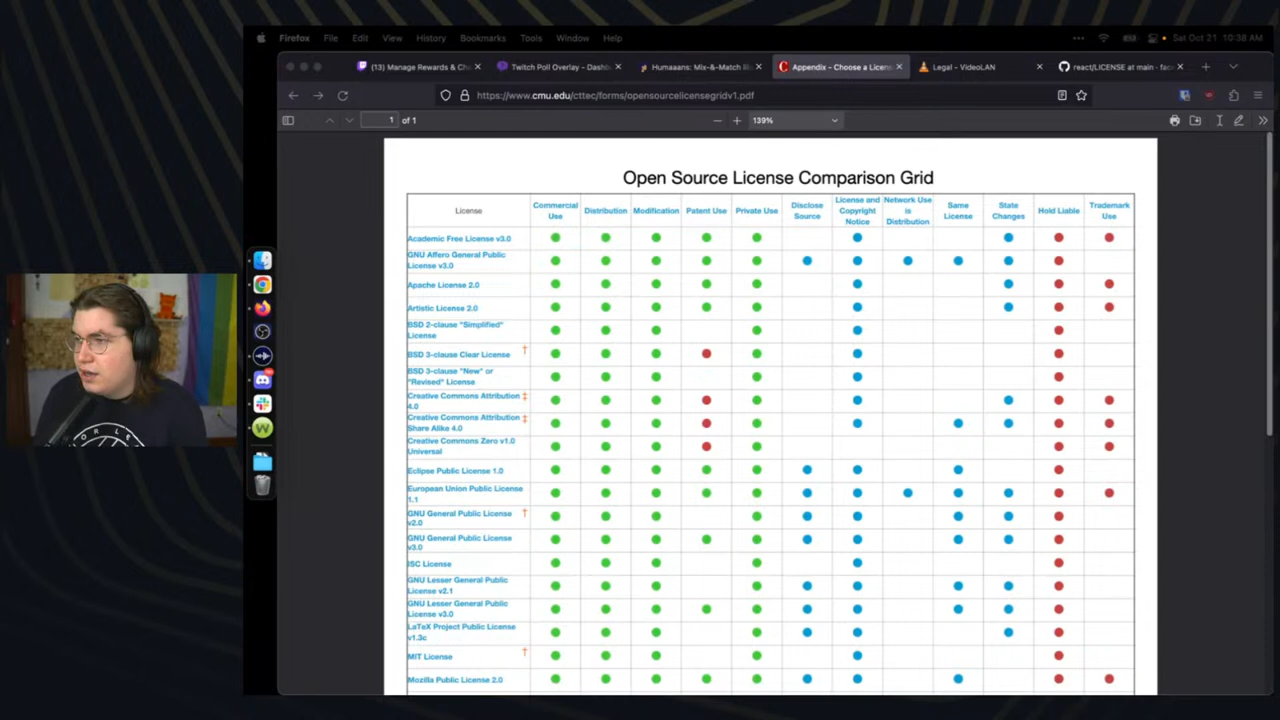 Firefox File Edit View History Bookmarks Tools Window Help Sat Oct 21 10:38 AM
(13) Manage Rewards & Ch Twitch Poll Overlay - Dashb Humaaans: Mix-&-Match Appendix - Choose a Licens Legal - VideoLAN react/LICENSE at main · fac
https://www.cmu.edu/cttec/forms/opensourcelicensegridv1.pdf
1 of 1 139%
Open Source License Comparison Grid
License
Commercial
Use
Distribution
Modification
Patent Use
Private Use
Disclose
Source
License and
Copyright
Notice
Network Use
is
Distribution
Same
License
State
Changes
Hold Liable
Trademark
Use
Academic Free License v3.0
GNU Affero General Public
License v3.0
Apache License 2.0
Artistic License 2.0
BSD 2-clause "Simplified"
License
BSD 3-clause Clear License †
BSD 3-clause "New" or
"Revised" License
Creative Commons Attribution ‡
4.0
Creative Commons Attribution ‡
Share Alike 4.0
Creative Commons Zero v1.0
Universal
Eclipse Public License 1.0
European Union Public License
1.1
GNU General Public License †
v2.0
GNU General Public License
v3.0
ISC License
GNU Lesser General Public
License v2.1
GNU Lesser General Public
License v3.0
LaTeX Project Public License
v1.3c
MIT License †
Mozilla Public License 2.0